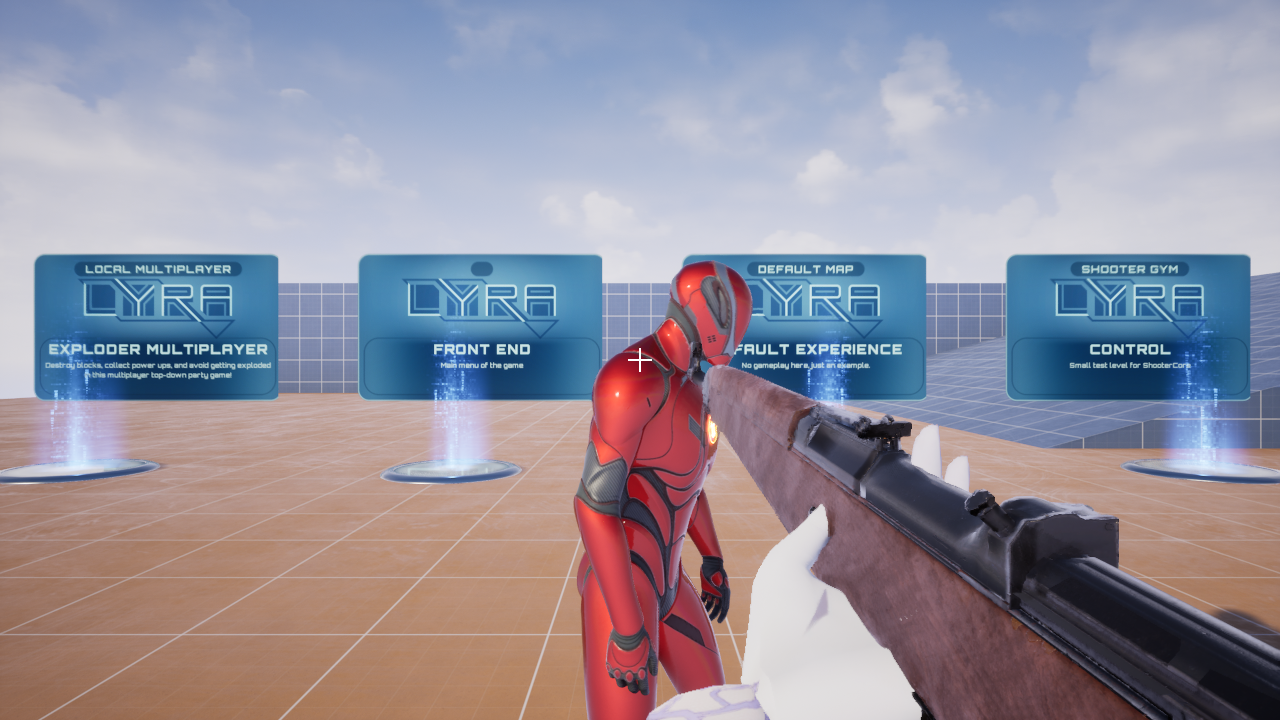 LOCAL MULTIPLAYER
LYRA
EXPLODER MULTIPLAYER
Destroy blocks, collect power ups, and avoid getting exploded
in this multiplayer top-down party game!
LYRA
FRONT END
Main menu of the game
DEFAULT MAP
LYRA
FAULT EXPERIENCE
No gameplay here, just an example.
SHOOTER GYM
LYRA
CONTROL
Small test level for ShooterCore